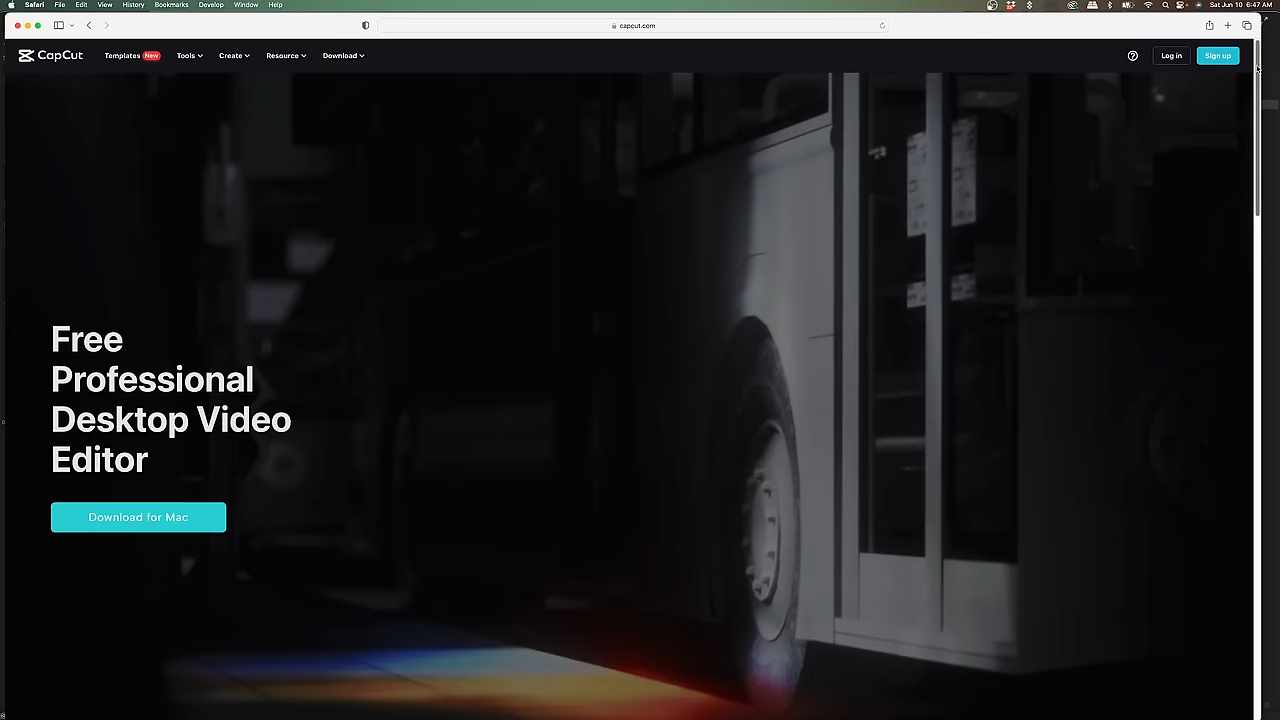 Safari File Edit View History Bookmarks Develop Window Help
Sat Jun 10 6:47 AM
capcut.com
CapCut Templates New Tools Create Resource Download Log in Sign up
Free
Professional
Desktop Video
Editor
Download for Mac